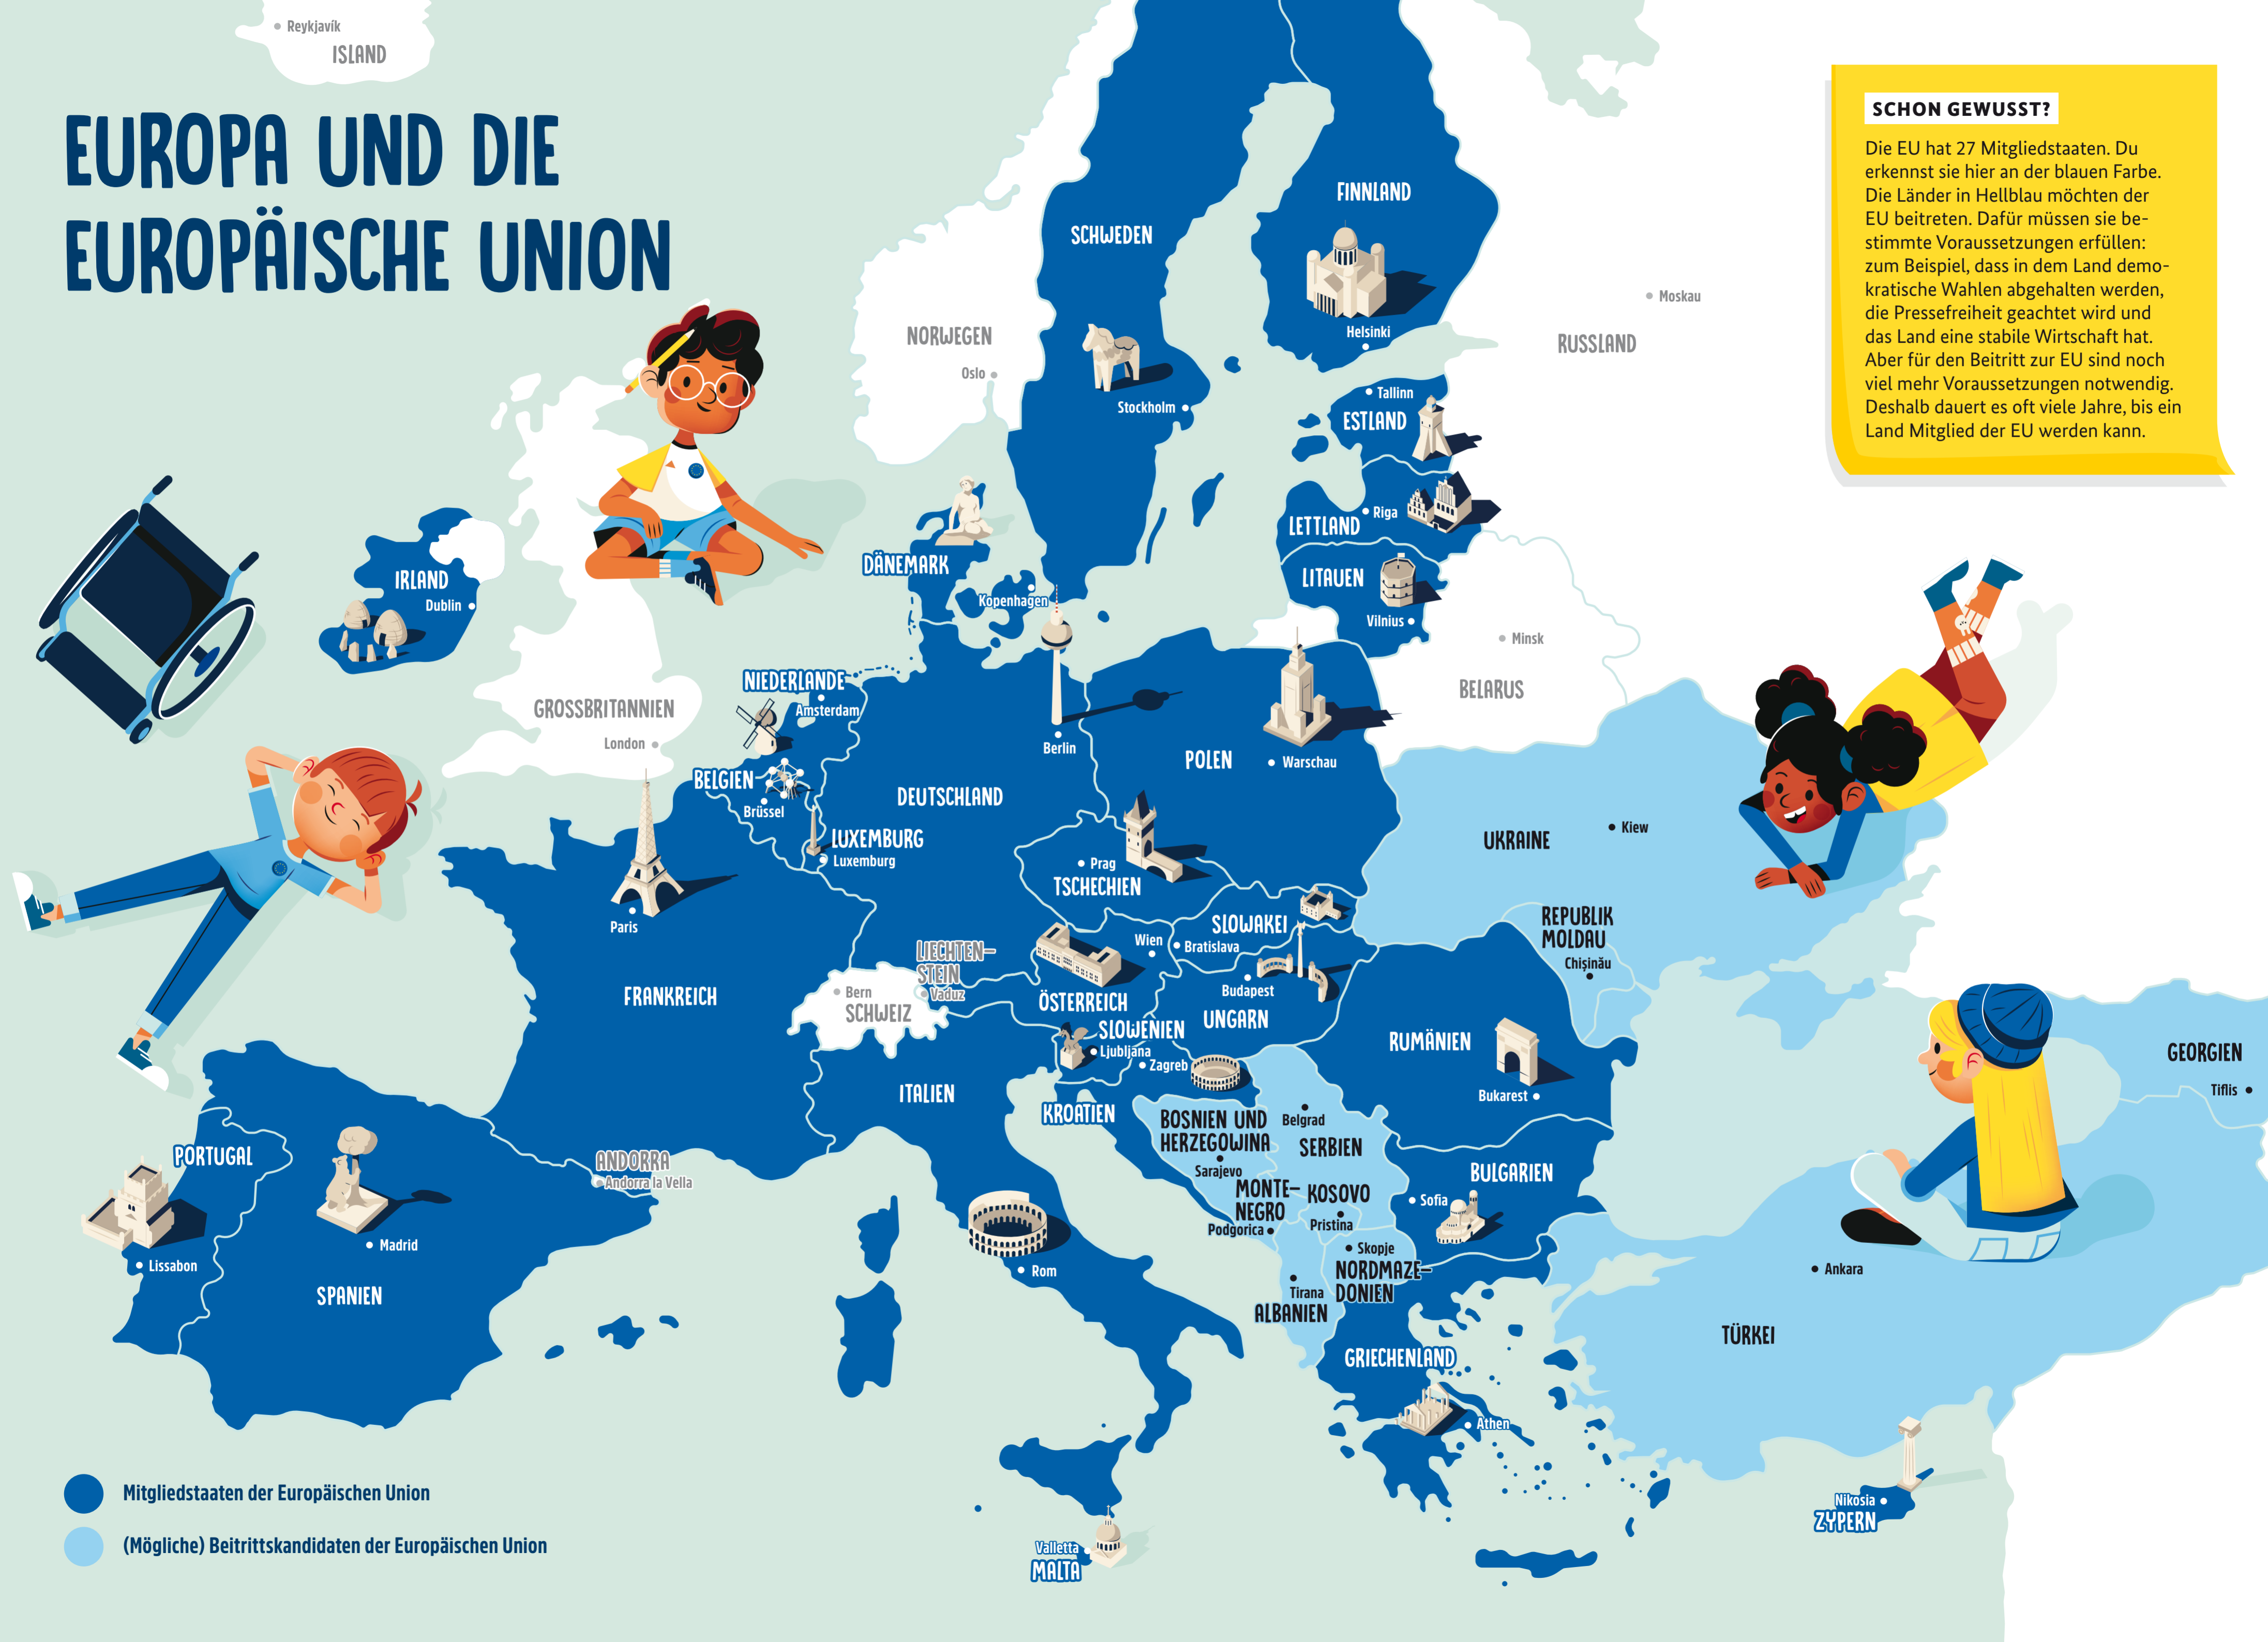 Reykjavík
ISLAND
EUROPA UND DIE
EUROPÄISCHE UNION
SCHON GEWUSST?
Die EU hat 27 Mitgliedstaaten. Du
erkennst sie hier an der blauen Farbe.
Die Länder in Hellblau möchten der
EU beitreten. Dafür müssen sie be-
stimmte Voraussetzungen erfüllen:
zum Beispiel, dass in dem Land demo-
kratische Wahlen abgehalten werden,
die Pressefreiheit geachtet wird und
das Land eine stabile Wirtschaft hat.
Aber für den Beitritt zur EU sind noch
viel mehr Voraussetzungen notwendig.
Deshalb dauert es oft viele Jahre, bis ein
Land Mitglied der EU werden kann.
FINNLAND
Helsinki
SCHWEDEN
Stockholm
NORWEGEN
Oslo
Moskau
RUSSLAND
Tallinn
ESTLAND
Riga
LETTLAND
LITAUEN
Vilnius
DÄNEMARK
Kopenhagen
IRLAND
Dublin
Minsk
BELARUS
GROSSBRITANNIEN
London
NIEDERLANDE
Amsterdam
Berlin
POLEN
Warschau
BELGIEN
Brüssel
DEUTSCHLAND
LUXEMBURG
Luxemburg
UKRAINE
Kiew
Prag
TSCHECHIEN
Paris
SLOWAKEI
Bratislava
Wien
REPUBLIK
MOLDAU
Chișinău
LIECHTEN-
STEIN
Vaduz
Bern
SCHWEIZ
FRANKREICH
ÖSTERREICH
Budapest
UNGARN
SLOWENIEN
Ljubljana
Zagreb
RUMÄNIEN
Bukarest
GEORGIEN
Tiflis
ITALIEN
KROATIEN
BOSNIEN UND
HERZEGOWINA
Sarajevo
Belgrad
SERBIEN
PORTUGAL
Lissabon
ANDORRA
Andorra la Vella
MONTE-
NEGRO
Podgorica
KOSOVO
Pristina
BULGARIEN
Sofia
Madrid
SPANIEN
Rom
Skopje
NORDMAZE-
DONIEN
Tirana
ALBANIEN
Ankara
TÜRKEI
GRIECHENLAND
Athen
Nikosia
ZYPERN
Valletta
MALTA
Mitgliedstaaten der Europäischen Union
(Mögliche) Beitrittskandidaten der Europäischen Union